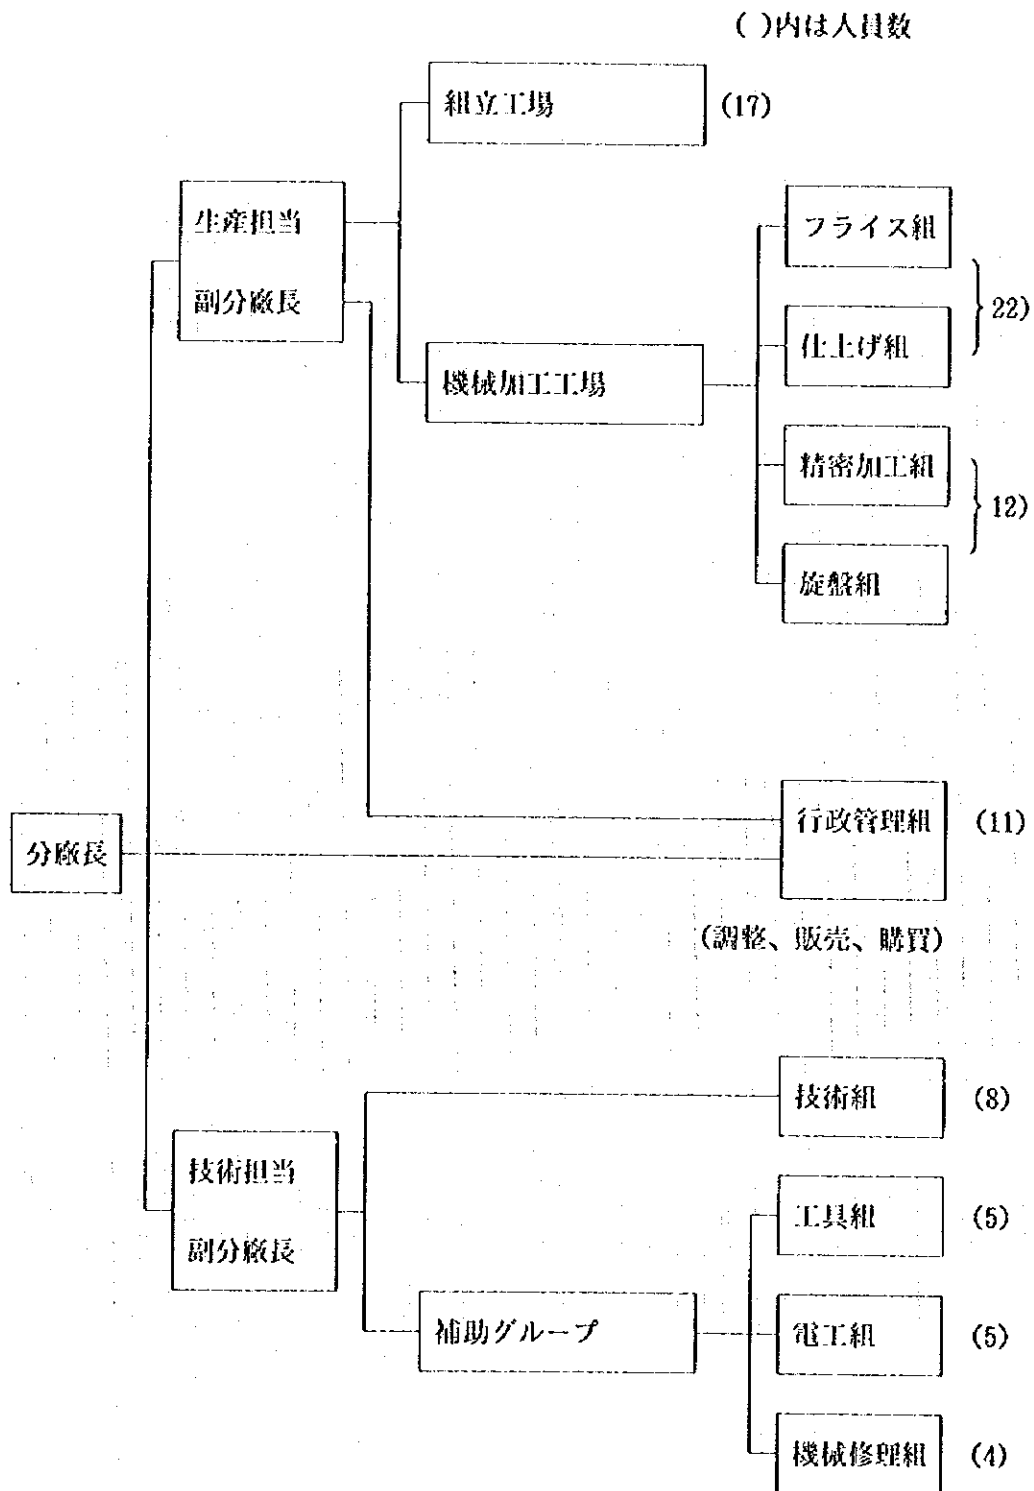 ( )内は人員数
組立工場 (17)
生産担当
副分廠長
フライス組
22)
仕上げ組
機械加工工場
精密加工組
12)
旋盤組
行政管理組 (11)
分廠長
(調整、販売、購買)
技術組 (8)
技術担当
副分廠長
工具組 (5)
補助グループ
電工組 (5)
機械修理組 (4)